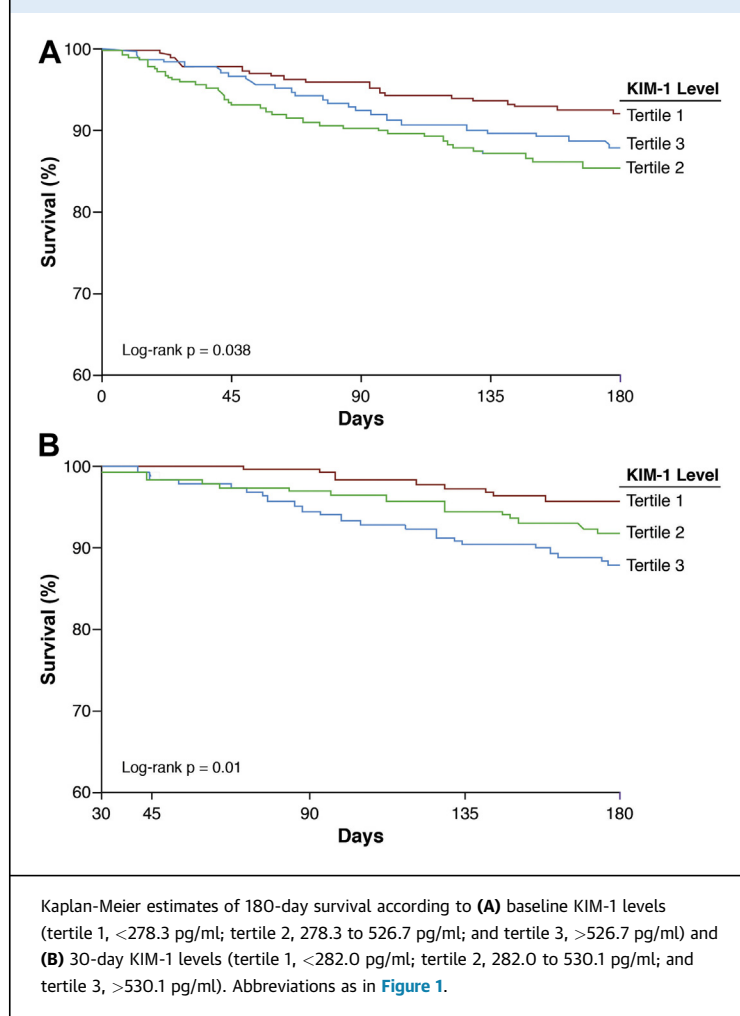 A
100
90
80
70
60
Survival (%)
KIM-1 Level
Tertile 1
Tertile 3
Tertile 2
Log-rank p = 0.038
0 45 90 135 180
Days
B
100
90
80
70
60
Survival (%)
KIM-1 Level
Tertile 1
Tertile 2
Tertile 3
Log-rank p = 0.01
30 45 90 135 180
Days
Kaplan-Meier estimates of 180-day survival according to (A) baseline KIM-1 levels
(tertile 1, <278.3 pg/ml; tertile 2, 278.3 to 526.7 pg/ml; and tertile 3, >526.7 pg/ml) and
(B) 30-day KIM-1 levels (tertile 1, <282.0 pg/ml; tertile 2, 282.0 to 530.1 pg/ml; and
tertile 3, >530.1 pg/ml). Abbreviations as in Figure 1.